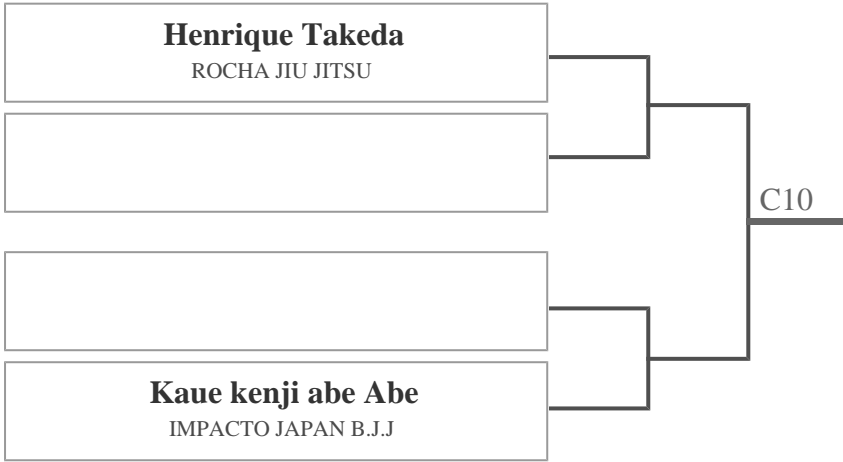 Henrique Takeda
ROCHA JIU JITSU
C10
Kaue kenji abe Abe
IMPACTO JAPAN B.J.J